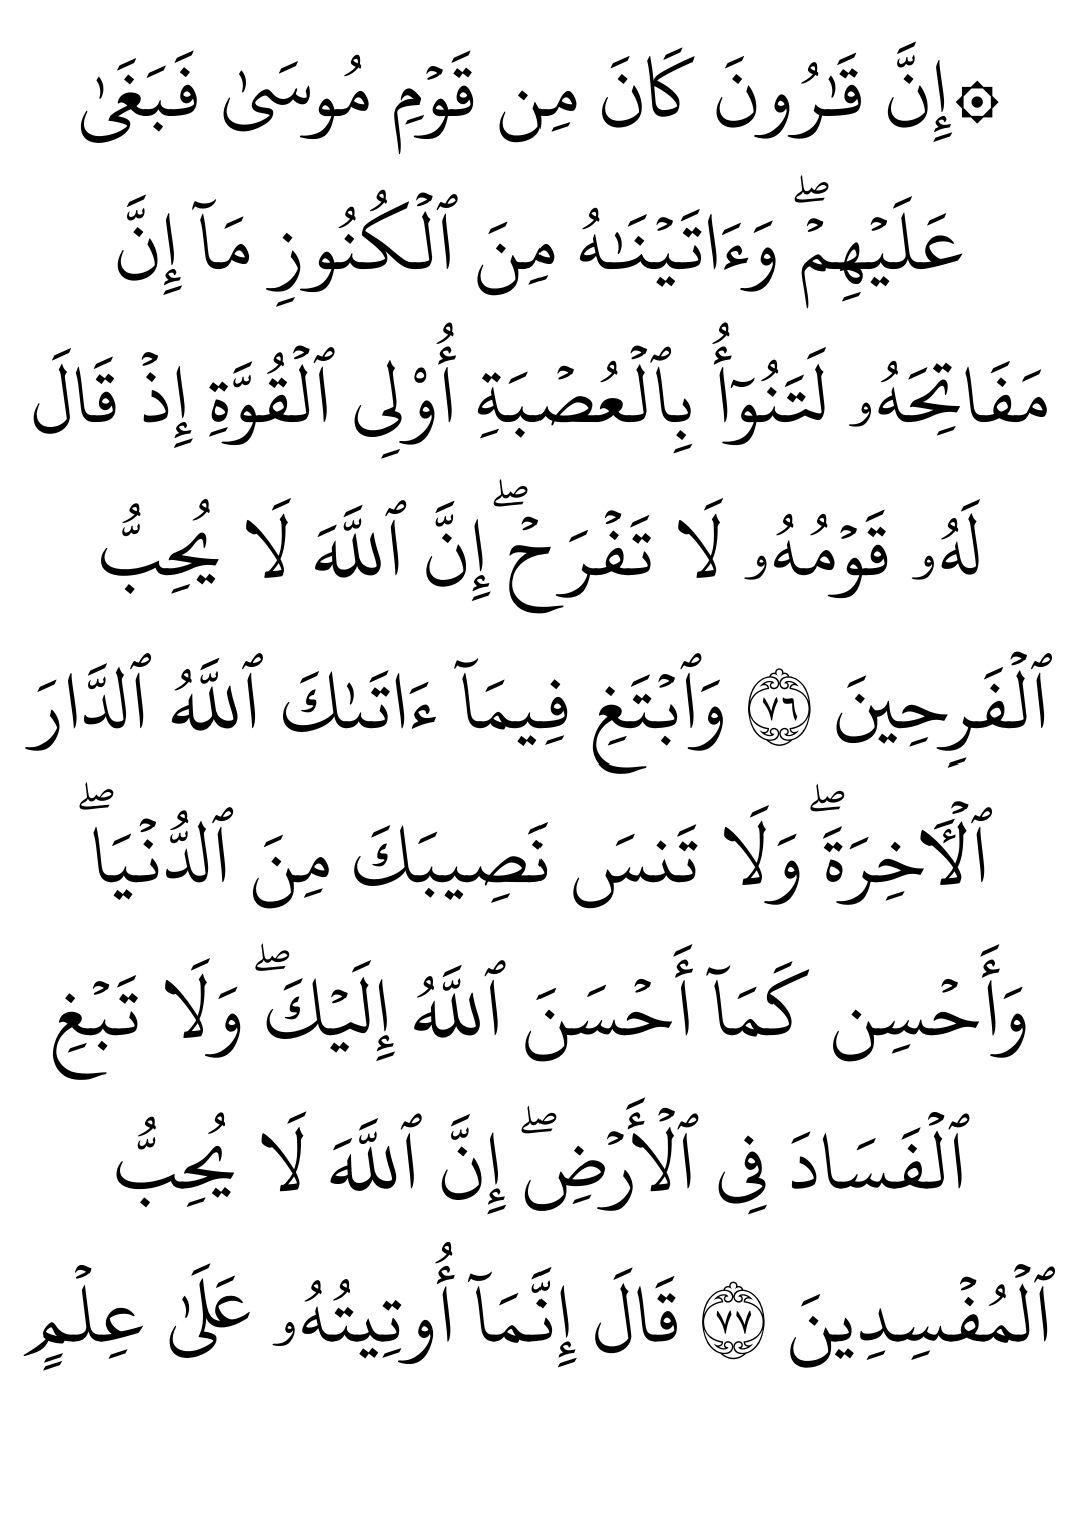 ۞إِنَّ قَٰرُونَ كَانَ مِن قَوۡمِ مُوسَىٰ فَبَغَىٰ
عَلَيۡهِمۡۖ وَءَاتَيۡنَٰهُ مِنَ ٱلۡكُنُوزِ مَآ إِنَّ
مَفَاتِحَهُۥ لَتَنُوٓأُ بِٱلۡعُصۡبَةِ أُوْلِي ٱلۡقُوَّةِ إِذۡ قَالَ
لَهُۥ قَوۡمُهُۥ لَا تَفۡرَحۡۖ إِنَّ ٱللَّهَ لَا يُحِبُّ
ٱلۡفَرِحِينَ ٧٦ وَٱبۡتَغِ فِيمَآ ءَاتَىٰكَ ٱللَّهُ ٱلدَّارَ
ٱلۡأٓخِرَةَۖ وَلَا تَنسَ نَصِيبَكَ مِنَ ٱلدُّنۡيَاۖ
وَأَحۡسِن كَمَآ أَحۡسَنَ ٱللَّهُ إِلَيۡكَۖ وَلَا تَبۡغِ
ٱلۡفَسَادَ فِي ٱلۡأَرۡضِۖ إِنَّ ٱللَّهَ لَا يُحِبُّ
ٱلۡمُفۡسِدِينَ ٧٧ قَالَ إِنَّمَآ أُوتِيتُهُۥ عَلَىٰ عِلۡمٍ